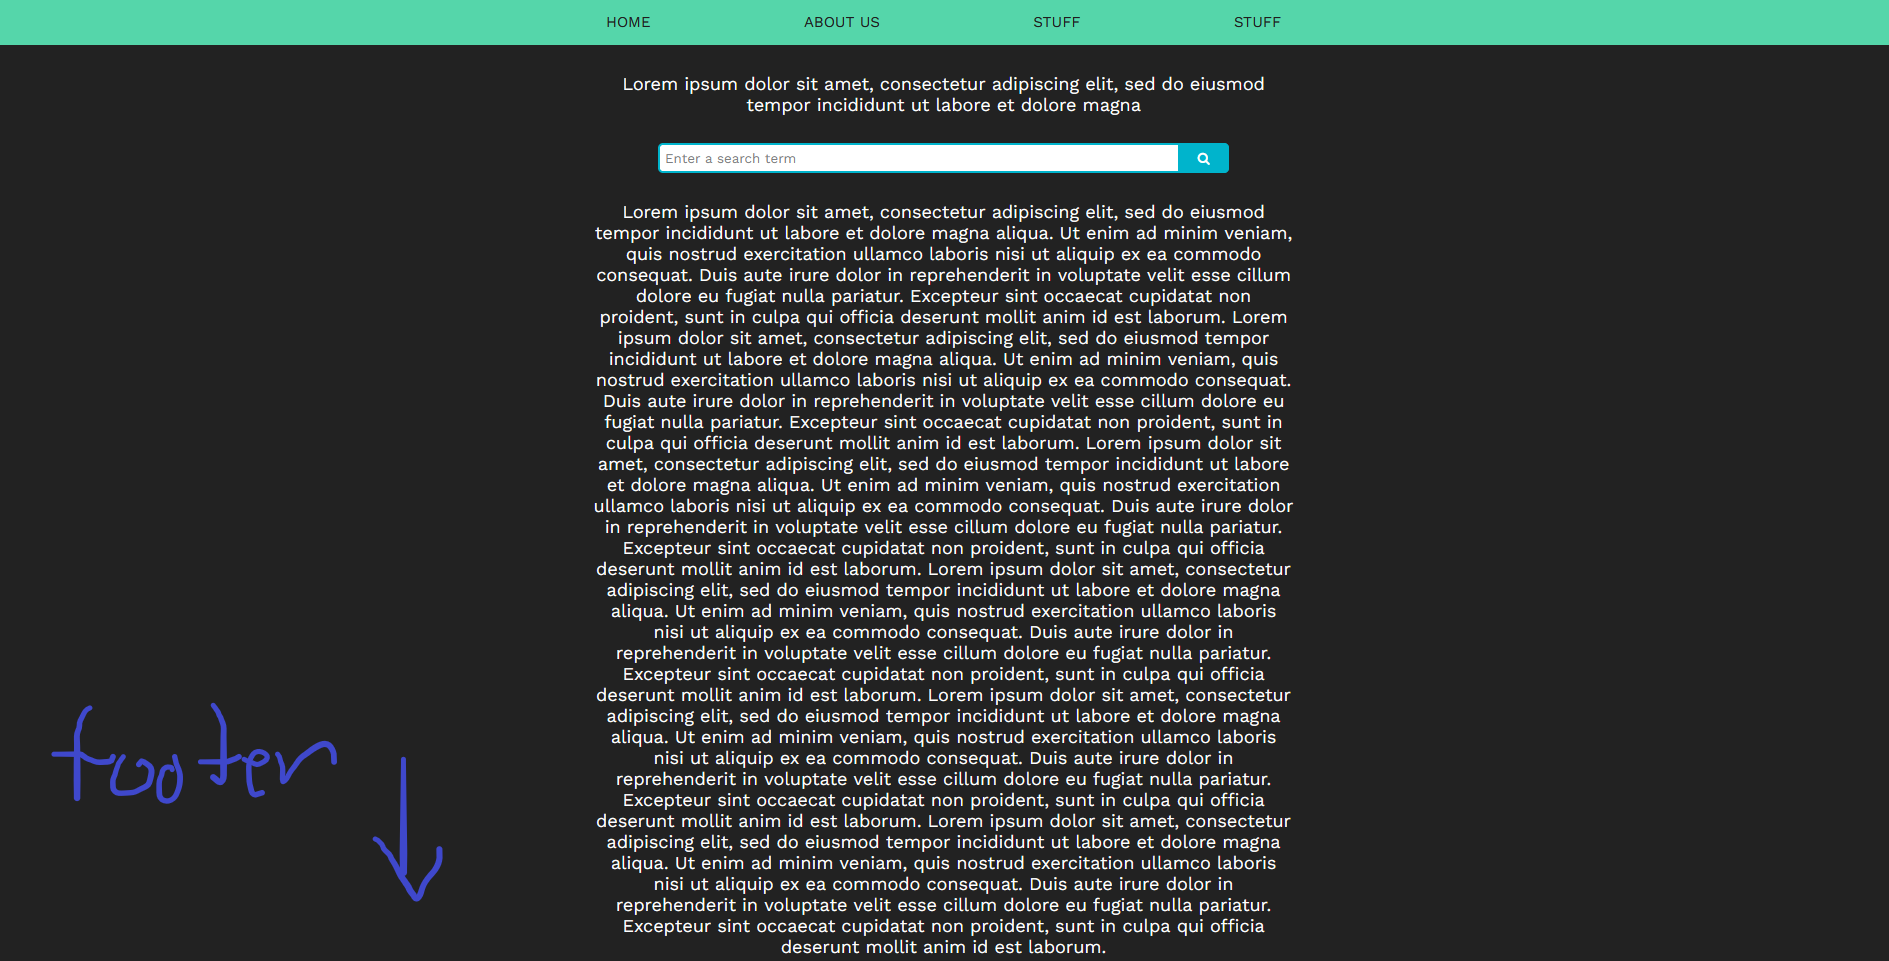 HOME ABOUT US STUFF STUFF
Lorem ipsum dolor sit amet, consectetur adipiscing elit, sed do eiusmod
tempor incididunt ut labore et dolore magna
Enter a search term
Lorem ipsum dolor sit amet, consectetur adipiscing elit, sed do eiusmod
tempor incididunt ut labore et dolore magna aliqua. Ut enim ad minim veniam,
quis nostrud exercitation ullamco laboris nisi ut aliquip ex ea commodo
consequat. Duis aute irure dolor in reprehenderit in voluptate velit esse cillum
dolore eu fugiat nulla pariatur. Excepteur sint occaecat cupidatat non
proident, sunt in culpa qui officia deserunt mollit anim id est laborum. Lorem
ipsum dolor sit amet, consectetur adipiscing elit, sed do eiusmod tempor
incididunt ut labore et dolore magna aliqua. Ut enim ad minim veniam, quis
nostrud exercitation ullamco laboris nisi ut aliquip ex ea commodo consequat.
Duis aute irure dolor in reprehenderit in voluptate velit esse cillum dolore eu
fugiat nulla pariatur. Excepteur sint occaecat cupidatat non proident, sunt in
culpa qui officia deserunt mollit anim id est laborum. Lorem ipsum dolor sit
amet, consectetur adipiscing elit, sed do eiusmod tempor incididunt ut labore
et dolore magna aliqua. Ut enim ad minim veniam, quis nostrud exercitation
ullamco laboris nisi ut aliquip ex ea commodo consequat. Duis aute irure dolor
in reprehenderit in voluptate velit esse cillum dolore eu fugiat nulla pariatur.
Excepteur sint occaecat cupidatat non proident, sunt in culpa qui officia
deserunt mollit anim id est laborum. Lorem ipsum dolor sit amet, consectetur
adipiscing elit, sed do eiusmod tempor incididunt ut labore et dolore magna
aliqua. Ut enim ad minim veniam, quis nostrud exercitation ullamco laboris
nisi ut aliquip ex ea commodo consequat. Duis aute irure dolor in
reprehenderit in voluptate velit esse cillum dolore eu fugiat nulla pariatur.
Excepteur sint occaecat cupidatat non proident, sunt in culpa qui officia
deserunt mollit anim id est laborum. Lorem ipsum dolor sit amet, consectetur
adipiscing elit, sed do eiusmod tempor incididunt ut labore et dolore magna
aliqua. Ut enim ad minim veniam, quis nostrud exercitation ullamco laboris
nisi ut aliquip ex ea commodo consequat. Duis aute irure dolor in
reprehenderit in voluptate velit esse cillum dolore eu fugiat nulla pariatur.
Excepteur sint occaecat cupidatat non proident, sunt in culpa qui officia
deserunt mollit anim id est laborum. Lorem ipsum dolor sit amet, consectetur
adipiscing elit, sed do eiusmod tempor incididunt ut labore et dolore magna
aliqua. Ut enim ad minim veniam, quis nostrud exercitation ullamco laboris
nisi ut aliquip ex ea commodo consequat. Duis aute irure dolor in
reprehenderit in voluptate velit esse cillum dolore eu fugiat nulla pariatur.
Excepteur sint occaecat cupidatat non proident, sunt in culpa qui officia
deserunt mollit anim id est laborum.
footer